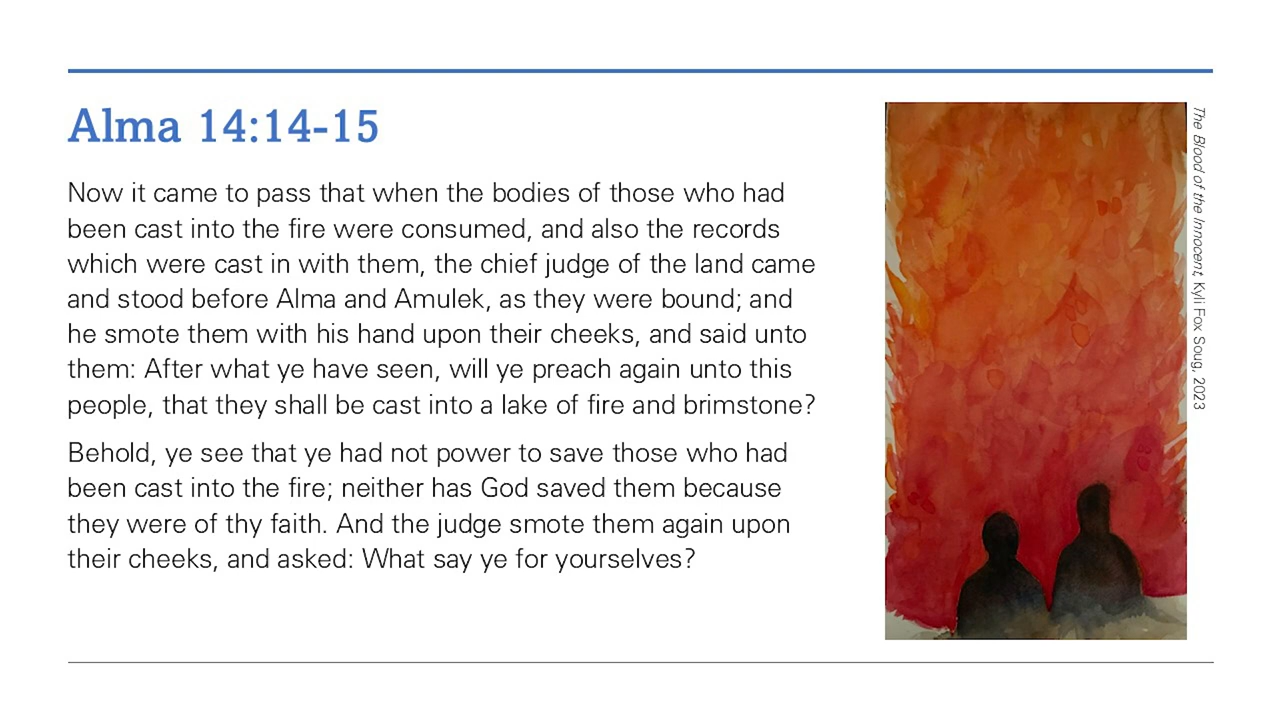 Alma 14:14-15
Now it came to pass that when the bodies of those who had
been cast into the fire were consumed, and also the records
which were cast in with them, the chief judge of the land came
and stood before Alma and Amulek, as they were bound; and
he smote them with his hand upon their cheeks, and said unto
them: After what ye have seen, will ye preach again unto this
people, that they shall be cast into a lake of fire and brimstone?
Behold, ye see that ye had not power to save those who had
been cast into the fire; neither has God saved them because
they were of thy faith. And the judge smote them again upon
their cheeks, and asked: What say ye for yourselves?
The Blood of the Innocent, Kyli Fox Soug, 2023